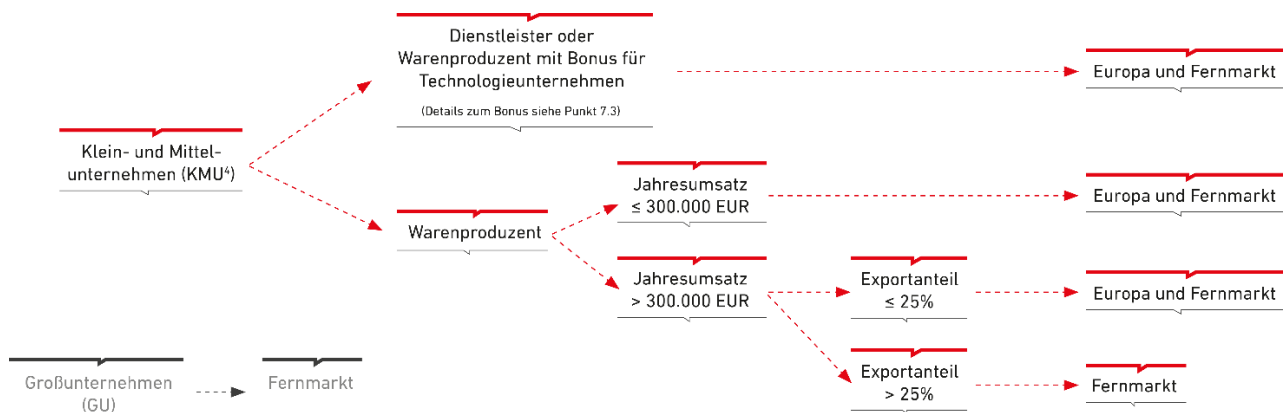 Dienstleister oder
Warenproduzent mit Bonus für
Technologieunternehmen
(Details zum Bonus siehe Punkt 7.3)
Europa und Fernmarkt
Klein- und Mittel-
unternehmen (KMU⁴)
Jahresumsatz
≤ 300.000 EUR
Europa und Fernmarkt
Warenproduzent
Jahresumsatz
> 300.000 EUR
Exportanteil
≤ 25%
Europa und Fernmarkt
Großunternehmen
(GU)
Fernmarkt
Exportanteil
> 25%
Fernmarkt